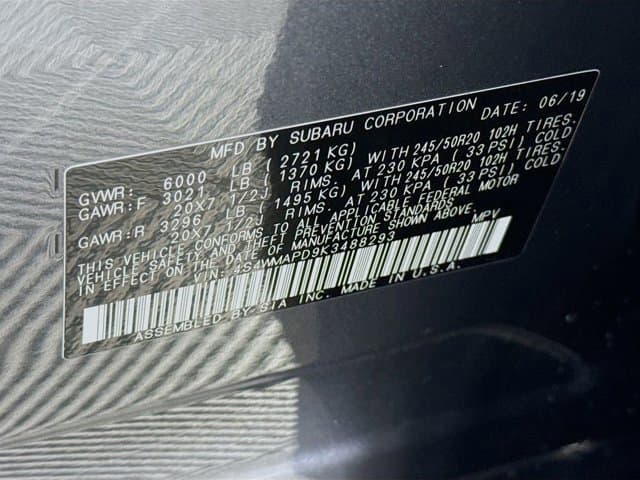 MFD BY SUBARU CORPORATION DATE: 06/19
GVWR: 6000 LB ( 2721 KG)
GAWR:F 3021 LB ( 1370 KG) WITH 245/50R20 102H TIRES.
20X7 1/2J RIMS. AT 230 KPA ( 33 PSI) COLD
GAWR:R 3296 LB ( 1495 KG) WITH 245/50R20 102H TIRES.
20X7 1/2J RIMS. AT 230 KPA ( 33 PSI) COLD
THIS VEHICLE CONFORMS TO ALL APPLICABLE FEDERAL MOTOR
VEHICLE SAFETY AND THEFT PREVENTION STANDARDS
IN EFFECT ON THE DATE OF MANUFACTURE SHOWN ABOVE.
VIN: 4S4WMAPD9K3488293 MPV
ASSEMBLED BY SIA INC. MADE IN U.S.A.